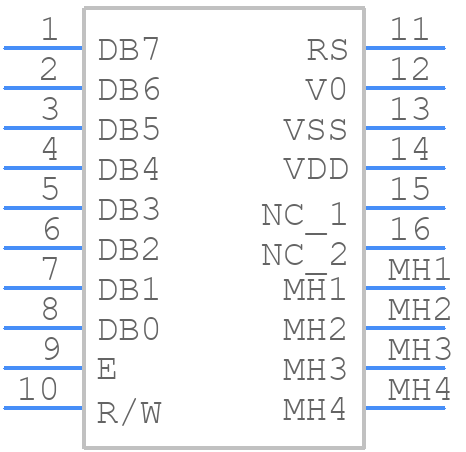 1 DB7 RS 11
2 DB6 V0 12
3 DB5 VSS 13
4 DB4 VDD 14
5 DB3 NC_1 15
6 DB2 NC_2 16
7 DB1 MH1 MH1
8 DB0 MH2 MH2
9 E MH3 MH3
10 R/W MH4 MH4